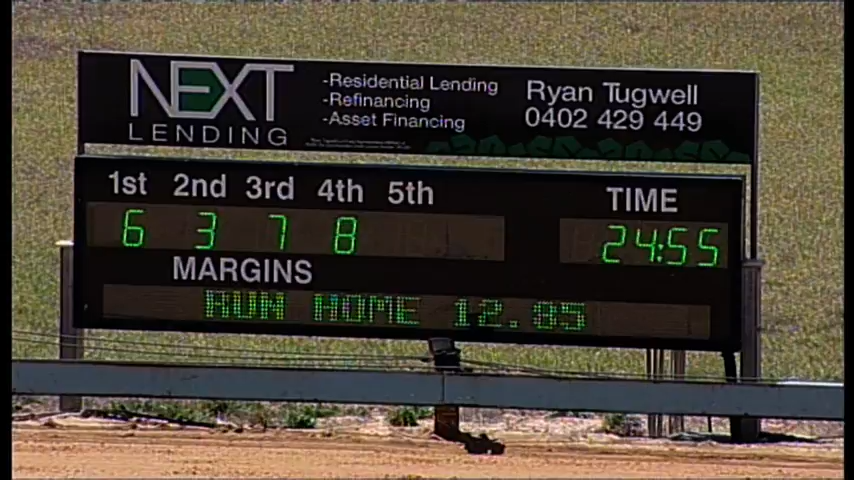 NEXT
LENDING
-Residential Lending
-Refinancing
-Asset Financing
Ryan Tugwell
0402 429 449
1st 2nd 3rd 4th 5th TIME
6 3 7 8 24:55
MARGINS
RUN HOME 12.85